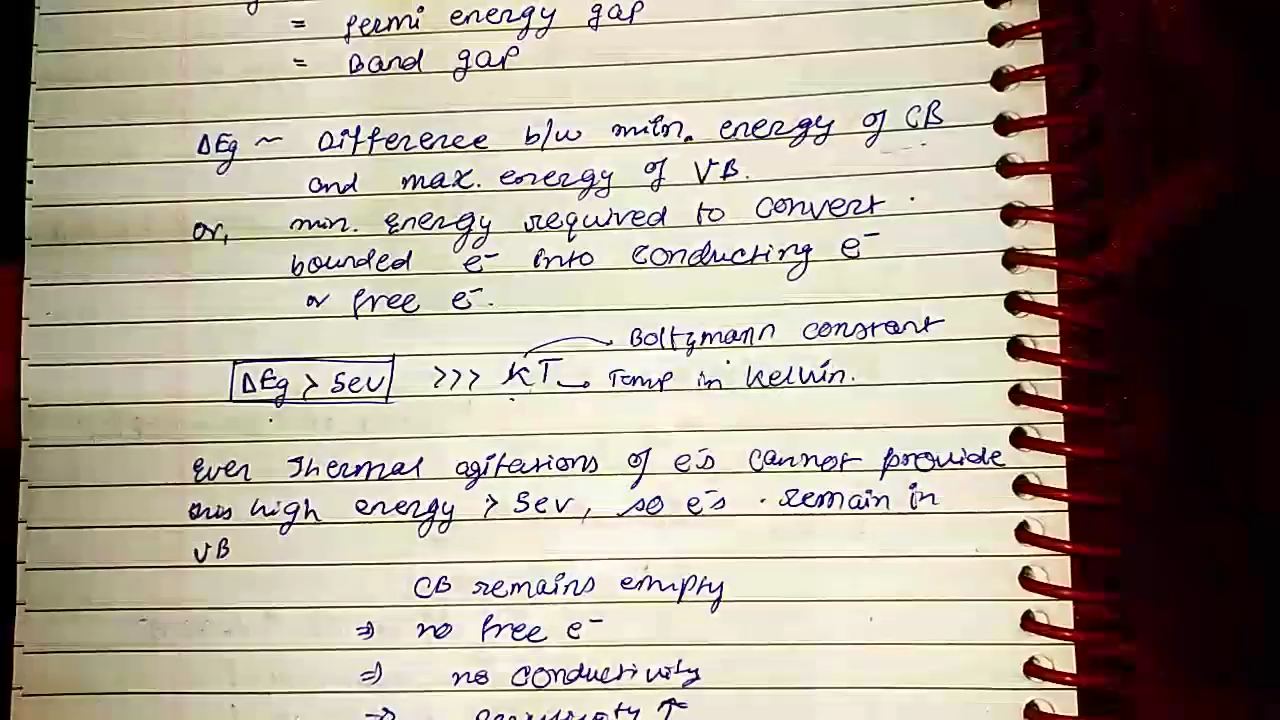 = fermi energy gap
= Band gap
ΔEg ~ Difference b/w min. energy of CB
and max. energy of VB.
or, min. energy required to convert
bounded e⁻ into conducting e⁻
or free e⁻.
Boltzmann constant
ΔEg > 5ev >>> KT → Temp in Kelvin.
Even Thermal agitations of e⁻s cannot provide
this high energy > 5ev, so e⁻s remain in
VB
CB remains empty
⇒ no free e⁻
⇒ no conductivity
⇒ resistivity ↑